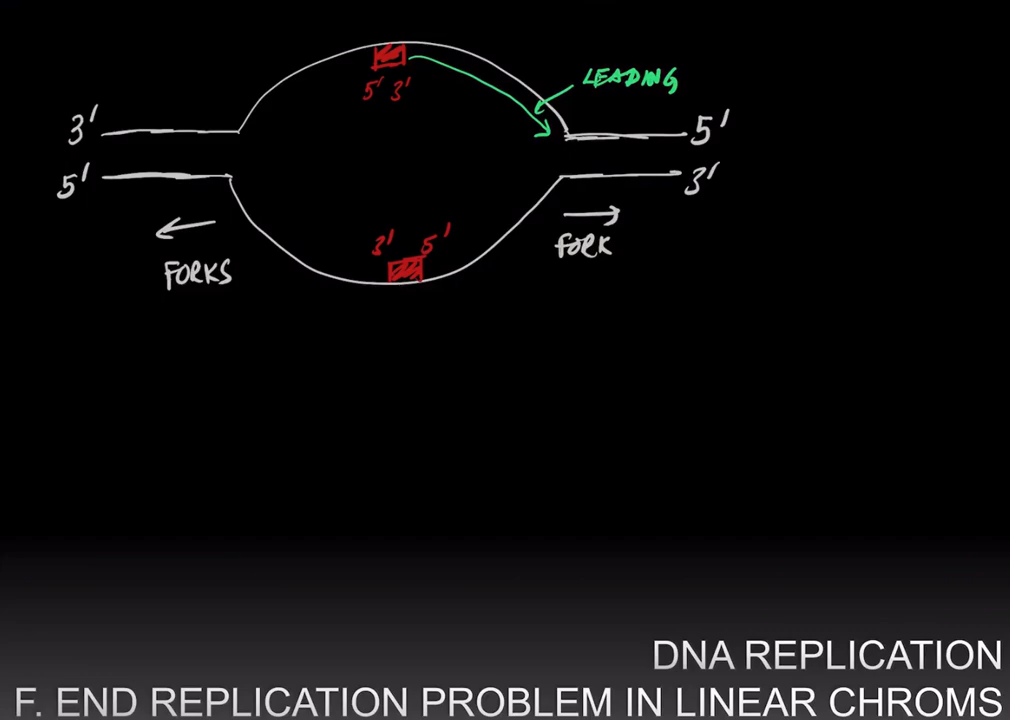 5' 3'
LEADING
3'
5'
5'
3'
3' 5'
FORKS
FORK
DNA REPLICATION
F. END REPLICATION PROBLEM IN LINEAR CHROMS